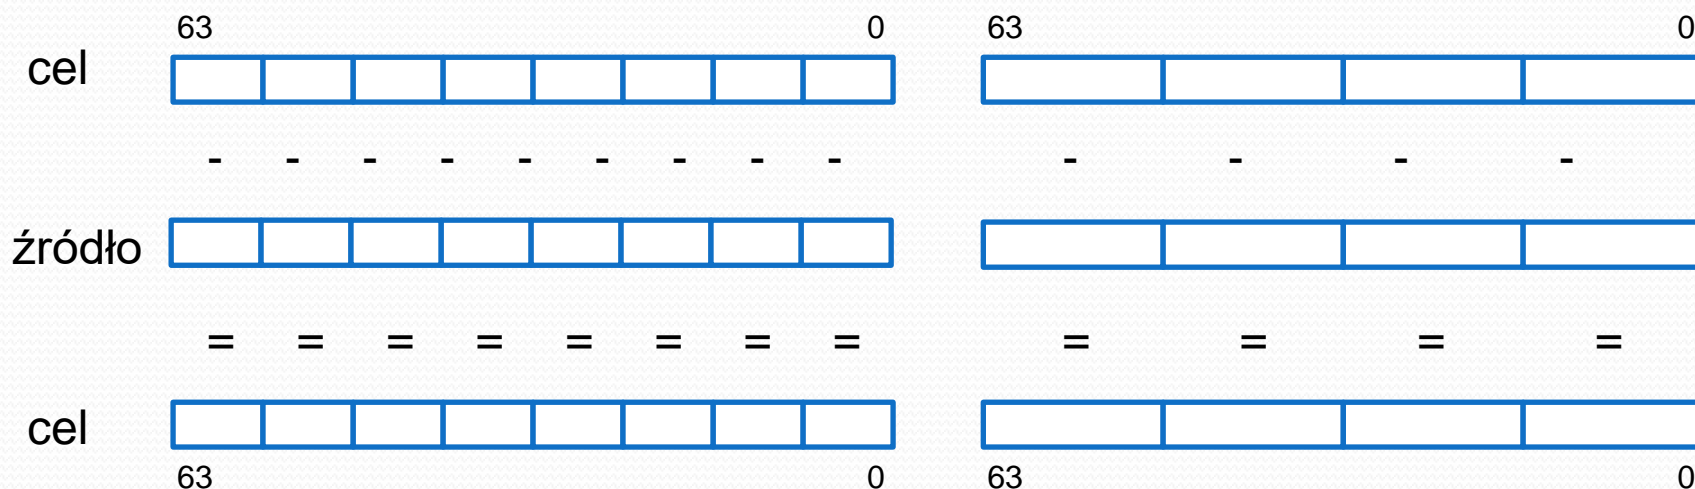 63 0 63 0
cel
- - - - - - - - - - - - -
źródło
= = = = = = = = = = = =
cel
63 0 63 0